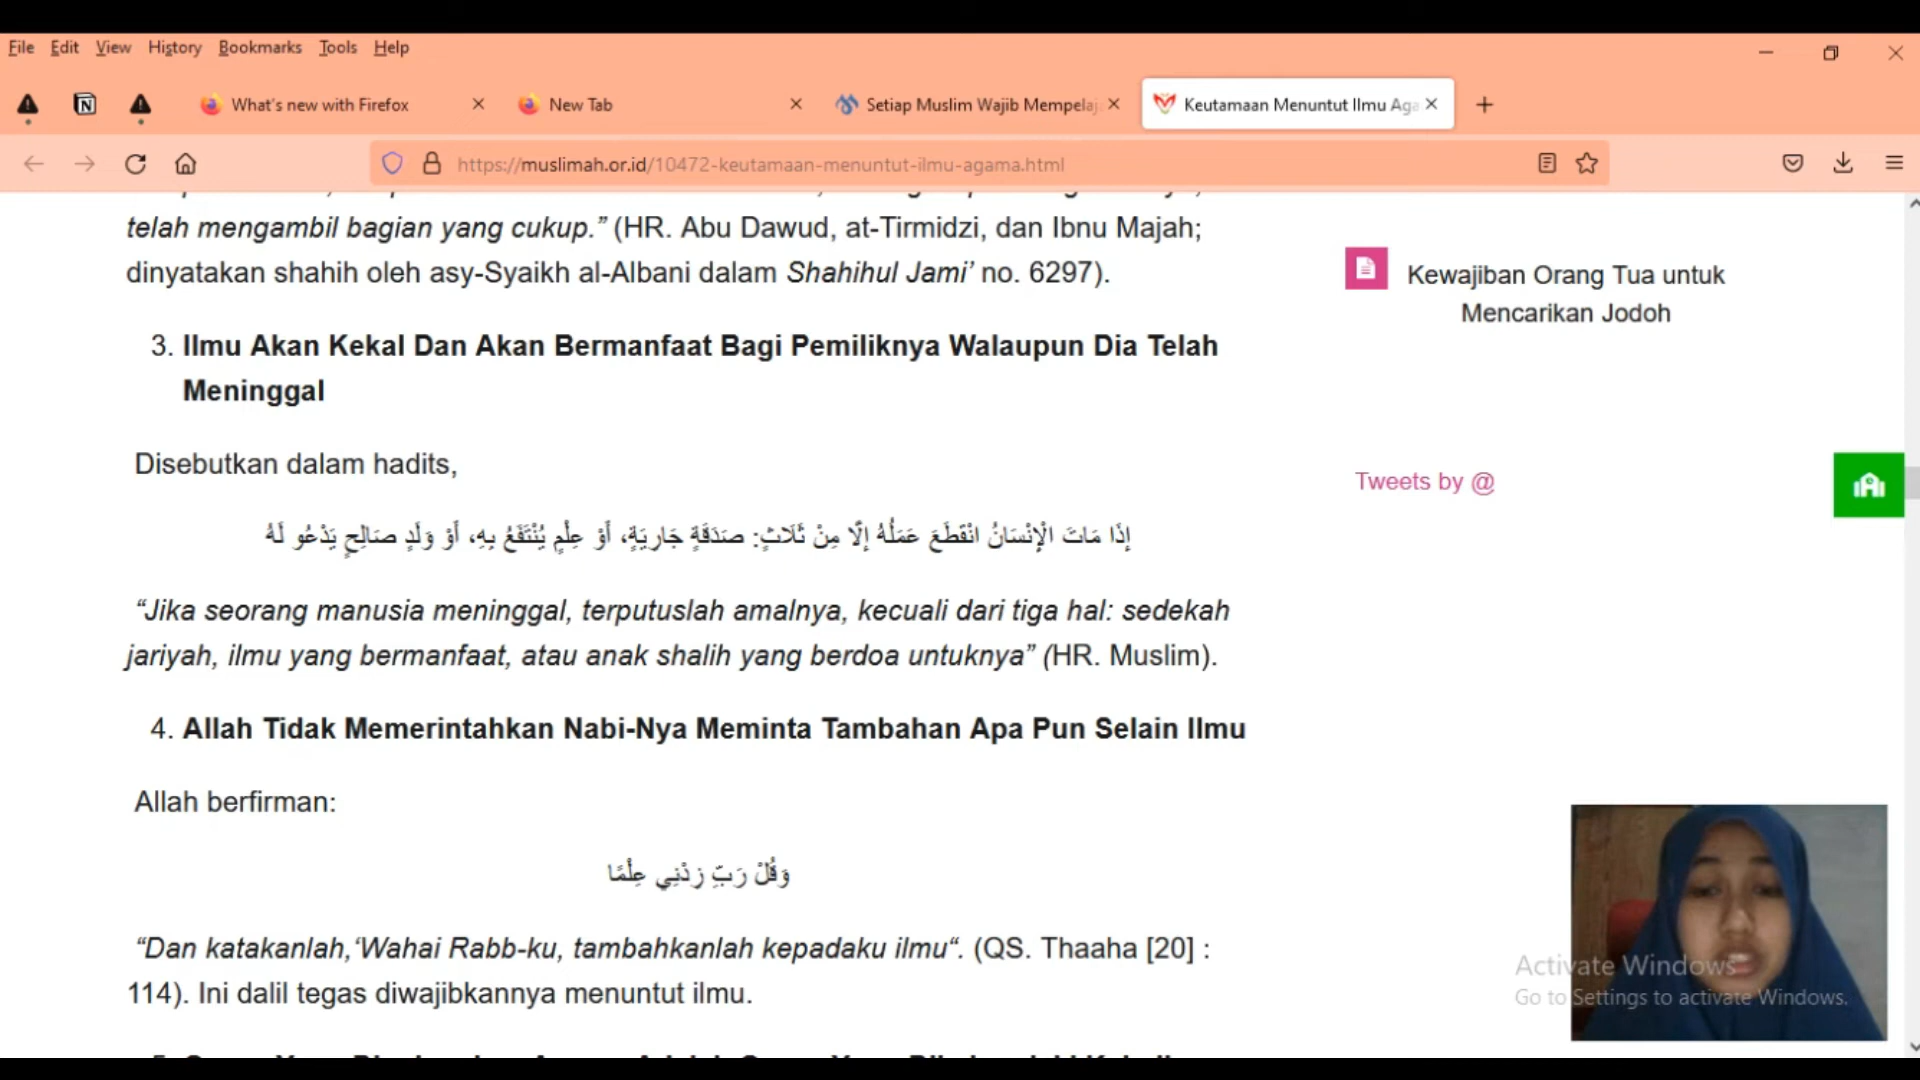 File Edit View History Bookmarks Tools Help
What's new with Firefox
New Tab
Setiap Muslim Wajib Mempelaj
Keutamaan Menuntut Ilmu Aga
https://muslimah.or.id/10472-keutamaan-menuntut-ilmu-agama.html
telah mengambil bagian yang cukup.” (HR. Abu Dawud, at-Tirmidzi, dan Ibnu Majah;
dinyatakan shahih oleh asy-Syaikh al-Albani dalam Shahihul Jami’ no. 6297).
3. Ilmu Akan Kekal Dan Akan Bermanfaat Bagi Pemiliknya Walaupun Dia Telah
Meninggal
Disebutkan dalam hadits,
إِذَا مَاتَ الْإِنْسَانُ انْقَطَعَ عَمَلُهُ إِلَّا مِنْ ثَلَاثٍ: صَدَقَةٍ جَارِيَةٍ، أَوْ عِلْمٍ يُنْتَفَعُ بِهِ، أَوْ وَلَدٍ صَالِحٍ يَدْعُو لَهُ
“Jika seorang manusia meninggal, terputuslah amalnya, kecuali dari tiga hal: sedekah
jariyah, ilmu yang bermanfaat, atau anak shalih yang berdoa untuknya” (HR. Muslim).
4. Allah Tidak Memerintahkan Nabi-Nya Meminta Tambahan Apa Pun Selain Ilmu
Allah berfirman:
وَقُلْ رَبِّ زِدْنِي عِلْمًا
“Dan katakanlah,‘Wahai Rabb-ku, tambahkanlah kepadaku ilmu“. (QS. Thaaha [20] :
114). Ini dalil tegas diwajibkannya menuntut ilmu.
Kewajiban Orang Tua untuk
Mencarikan Jodoh
Tweets by @
Activate Windows
Go to Settings to activate Windows.